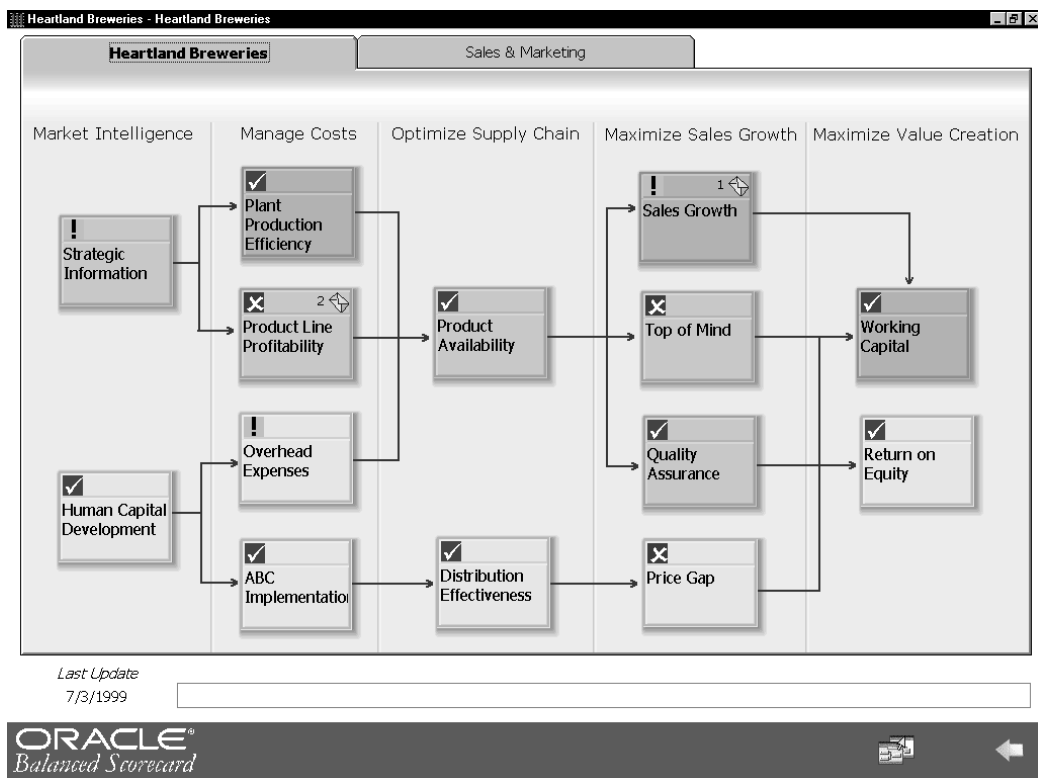 Heartland Breweries - Heartland Breweries
Heartland Breweries
Sales & Marketing
Market Intelligence
Manage Costs
Optimize Supply Chain
Maximize Sales Growth
Maximize Value Creation
!
Strategic
Information
Human Capital
Development
Plant
Production
Efficiency
2
Product Line
Profitability
!
Overhead
Expenses
ABC
Implementation
Product
Availability
Distribution
Effectiveness
! 1
Sales Growth
Top of Mind
Quality
Assurance
Price Gap
Working
Capital
Return on
Equity
Last Update
7/3/1999
ORACLE®
Balanced Scorecard